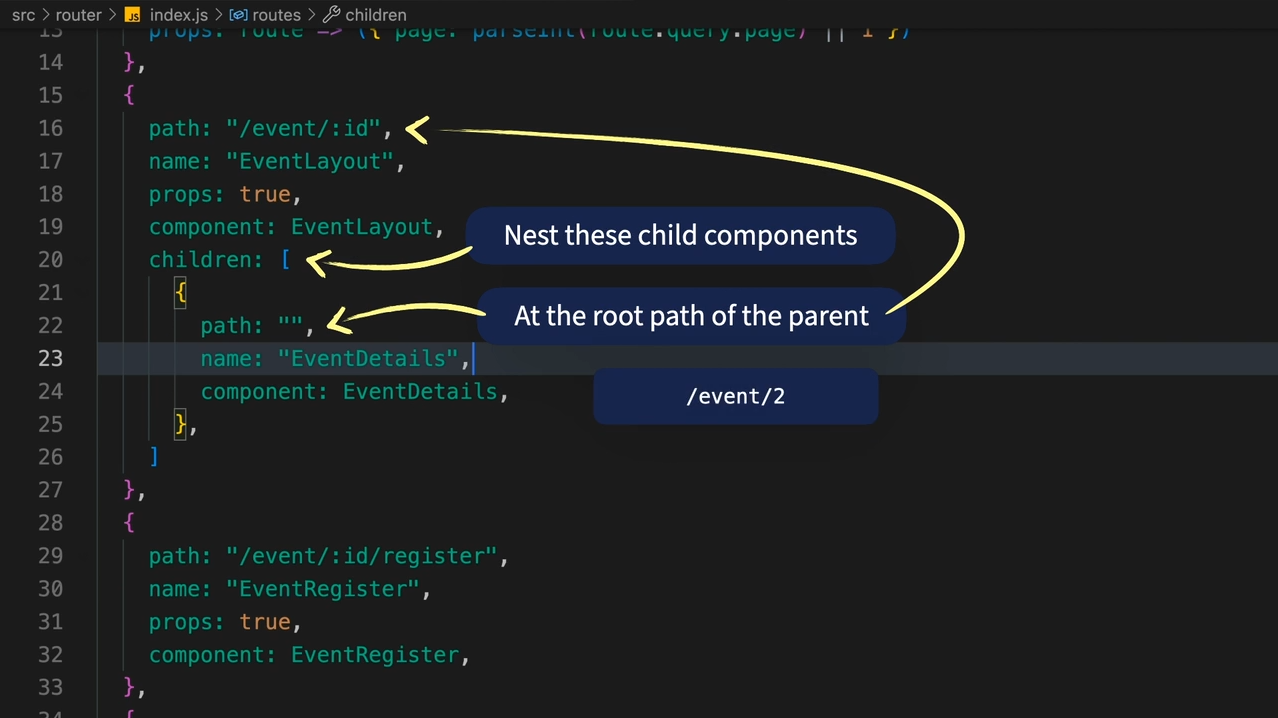 src > router > JS index.js > routes > children
13 props: route => ({ page: parseInt(route.query.page) || 1 })
14 },
15 {
16 path: "/event/:id",
17 name: "EventLayout",
18 props: true,
19 component: EventLayout,
Nest these child components
20 children: [
21 {
At the root path of the parent
22 path: "",
23 name: "EventDetails",
24 component: EventDetails,
/event/2
25 },
26 ]
27 },
28 {
29 path: "/event/:id/register",
30 name: "EventRegister",
31 props: true,
32 component: EventRegister,
33 },
34 {